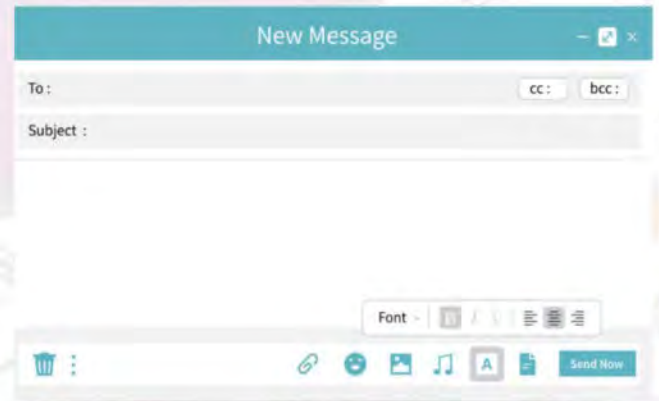 New Message
To :
cc :
bcc :
Subject :
Font
B
A
Send Now